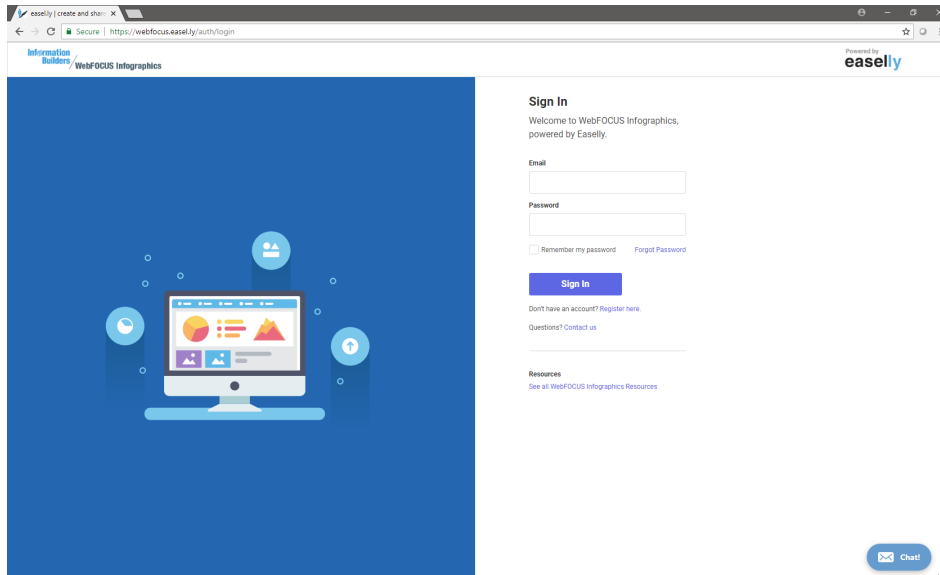 easel.ly | create and share
Secure | https://webfocus.easel.ly/auth/login
Information
Builders
WebFOCUS Infographics
Powered by
easelly
Sign In
Welcome to WebFOCUS Infographics,
powered by Easelly.
Email
Password
Remember my password Forgot Password
Sign In
Don't have an account? Register here.
Questions? Contact us
Resources
See all WebFOCUS Infographics Resources
Chat!